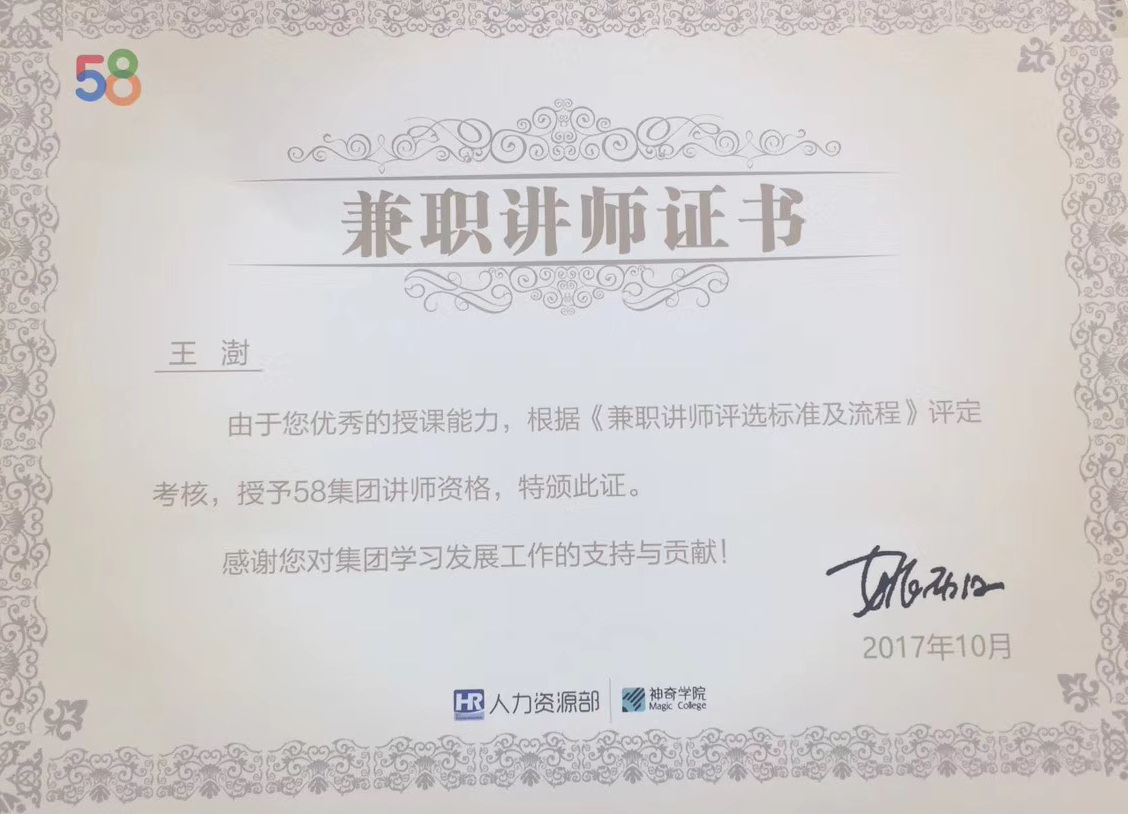 58
兼职讲师证书
王 澍
由于您优秀的授课能力，根据《兼职讲师评选标准及流程》评定
考核，授予58集团讲师资格，特颁此证。
感谢您对集团学习发展工作的支持与贡献！
2017年10月
HR 人力资源部
神奇学院
Magic College